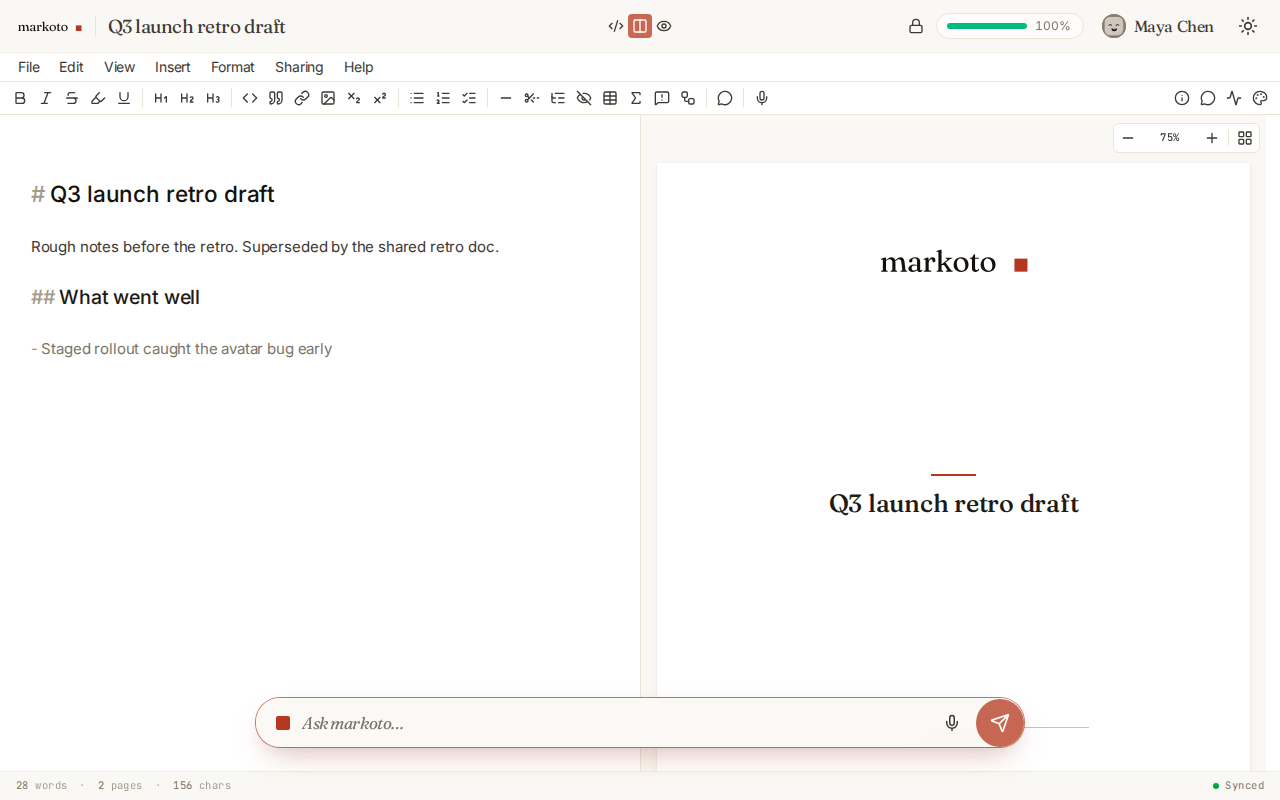 markoto
Q3 launch retro draft
100%
Maya Chen
File Edit View Insert Format Sharing Help
H1 H2 H3
75%
# Q3 launch retro draft
Rough notes before the retro. Superseded by the shared retro doc.
## What went well
- Staged rollout caught the avatar bug early
markoto
Q3 launch retro draft
Ask markoto...
28 words · 2 pages · 156 chars
Synced